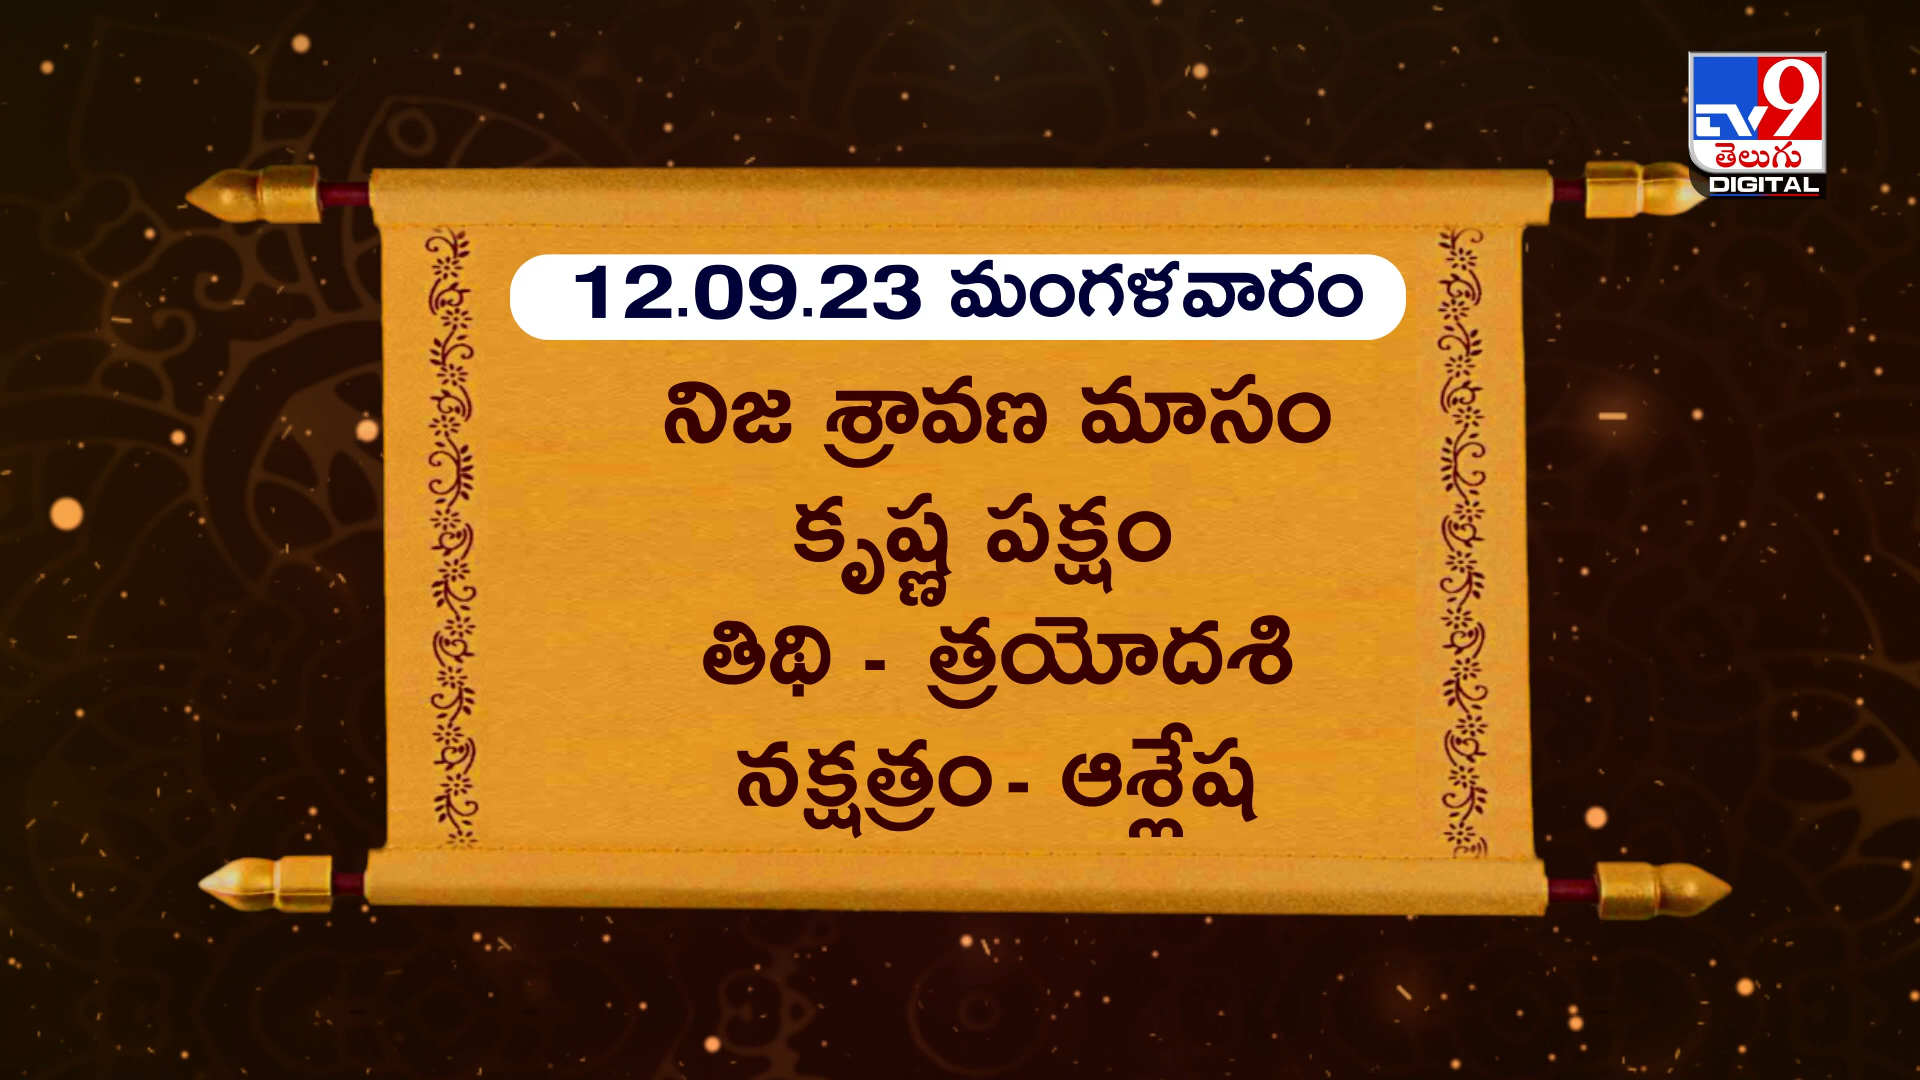 TV9
తెలుగు
DIGITAL
12.09.23 మంగళవారం
నిజ శ్రావణ మాసం
కృష్ణ పక్షం
తిథి - త్రయోదశి
నక్షత్రం- ఆశ్లేష